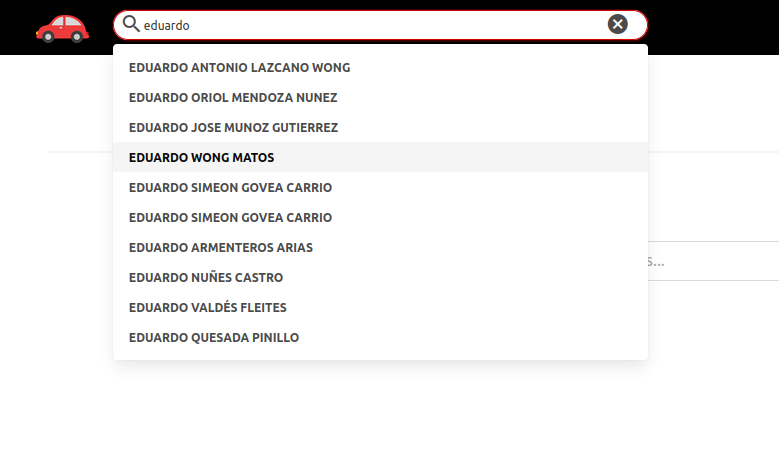 eduardo
EDUARDO ANTONIO LAZCANO WONG
EDUARDO ORIOL MENDOZA NUNEZ
EDUARDO JOSE MUNOZ GUTIERREZ
EDUARDO WONG MATOS
EDUARDO SIMEON GOVEA CARRIO
EDUARDO SIMEON GOVEA CARRIO
EDUARDO ARMENTEROS ARIAS
EDUARDO NUÑES CASTRO
EDUARDO VALDÉS FLEITES
EDUARDO QUESADA PINILLO